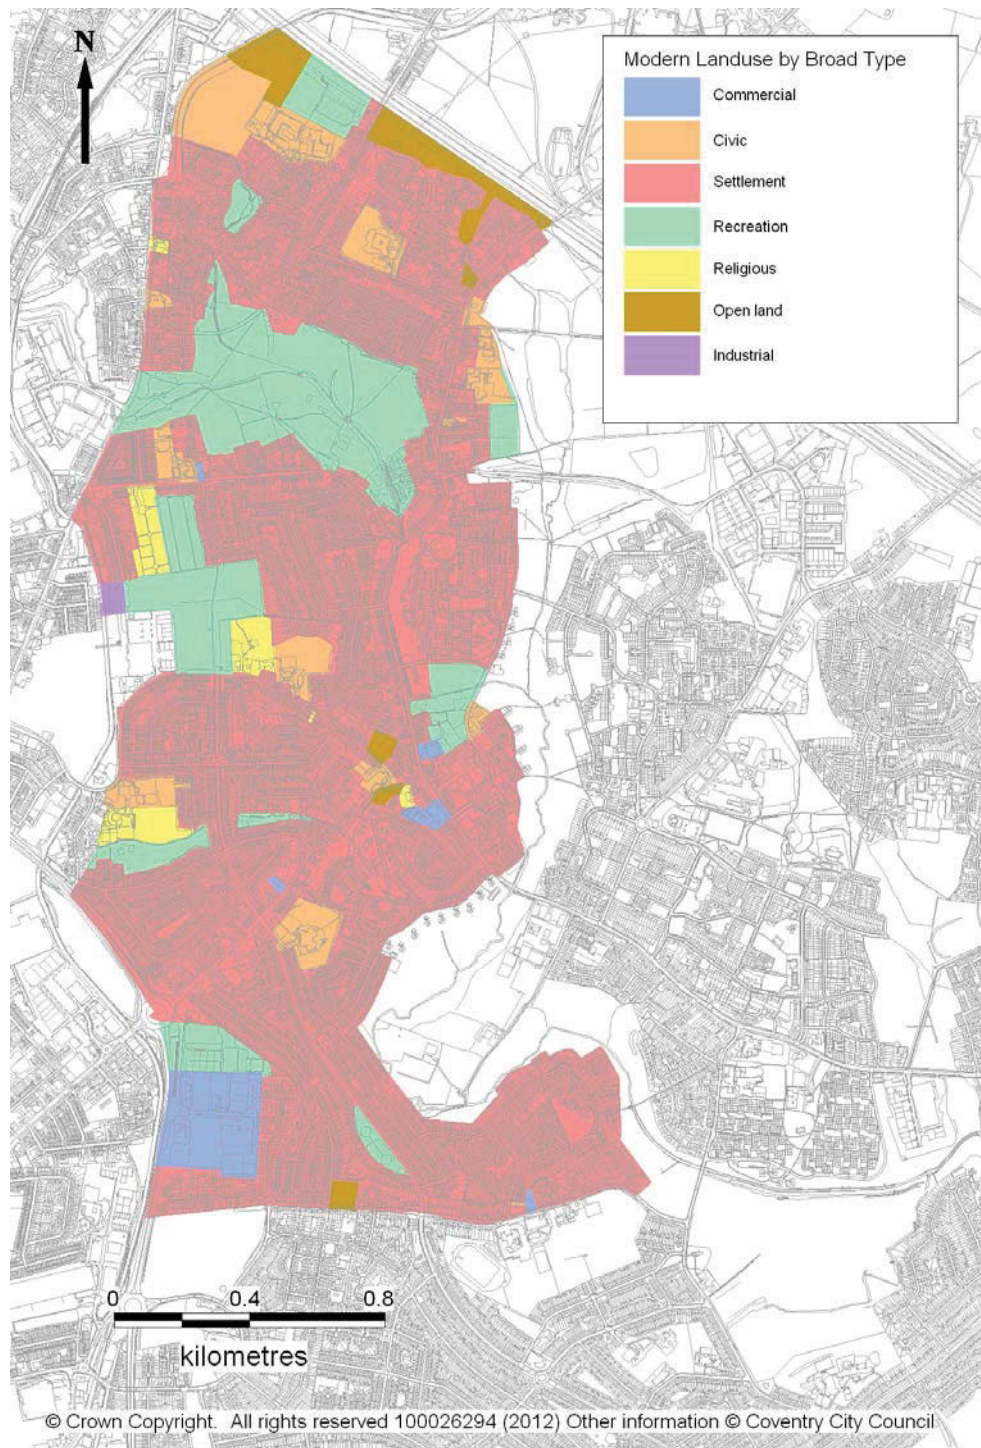 N
Modern Landuse by Broad Type
Commercial
Civic
Settlement
Recreation
Religious
Open land
Industrial
0 0.4 0.8
kilometres
© Crown Copyright. All rights reserved 100026294 (2012) Other information © Coventry City Council